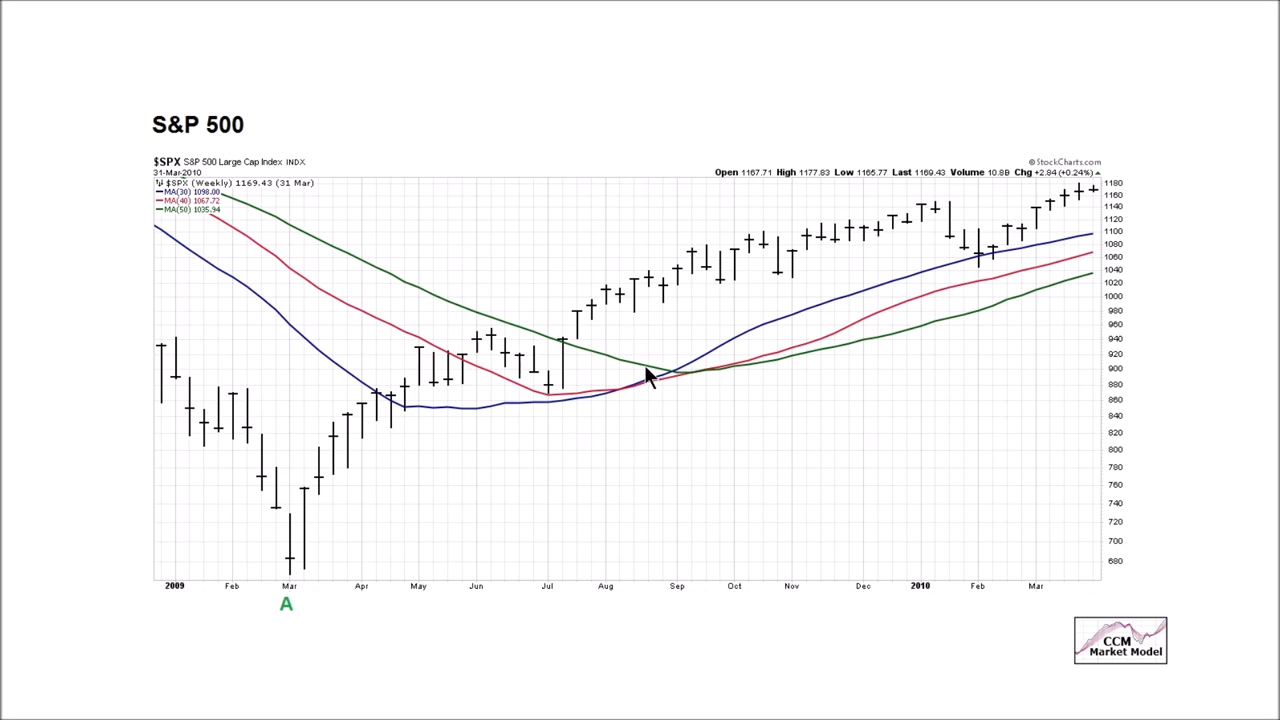 S&P 500
$SPX S&P 500 Large Cap Index INDX
© StockCharts.com
31-Mar-2010
Open 1167.71 High 1177.83 Low 1165.77 Last 1169.43 Volume 10.8B Chg +2.84 (+0.24%)
$SPX (Weekly) 1169.43 (31 Mar)
MA(30) 1098.00
MA(40) 1067.72
MA(50) 1035.94
1180
1160
1140
1120
1100
1080
1060
1040
1020
1000
980
960
940
920
900
880
860
840
820
800
780
760
740
720
700
680
2009 Feb Mar Apr May Jun Jul Aug Sep Oct Nov Dec 2010 Feb Mar
A
CCM
Market Model